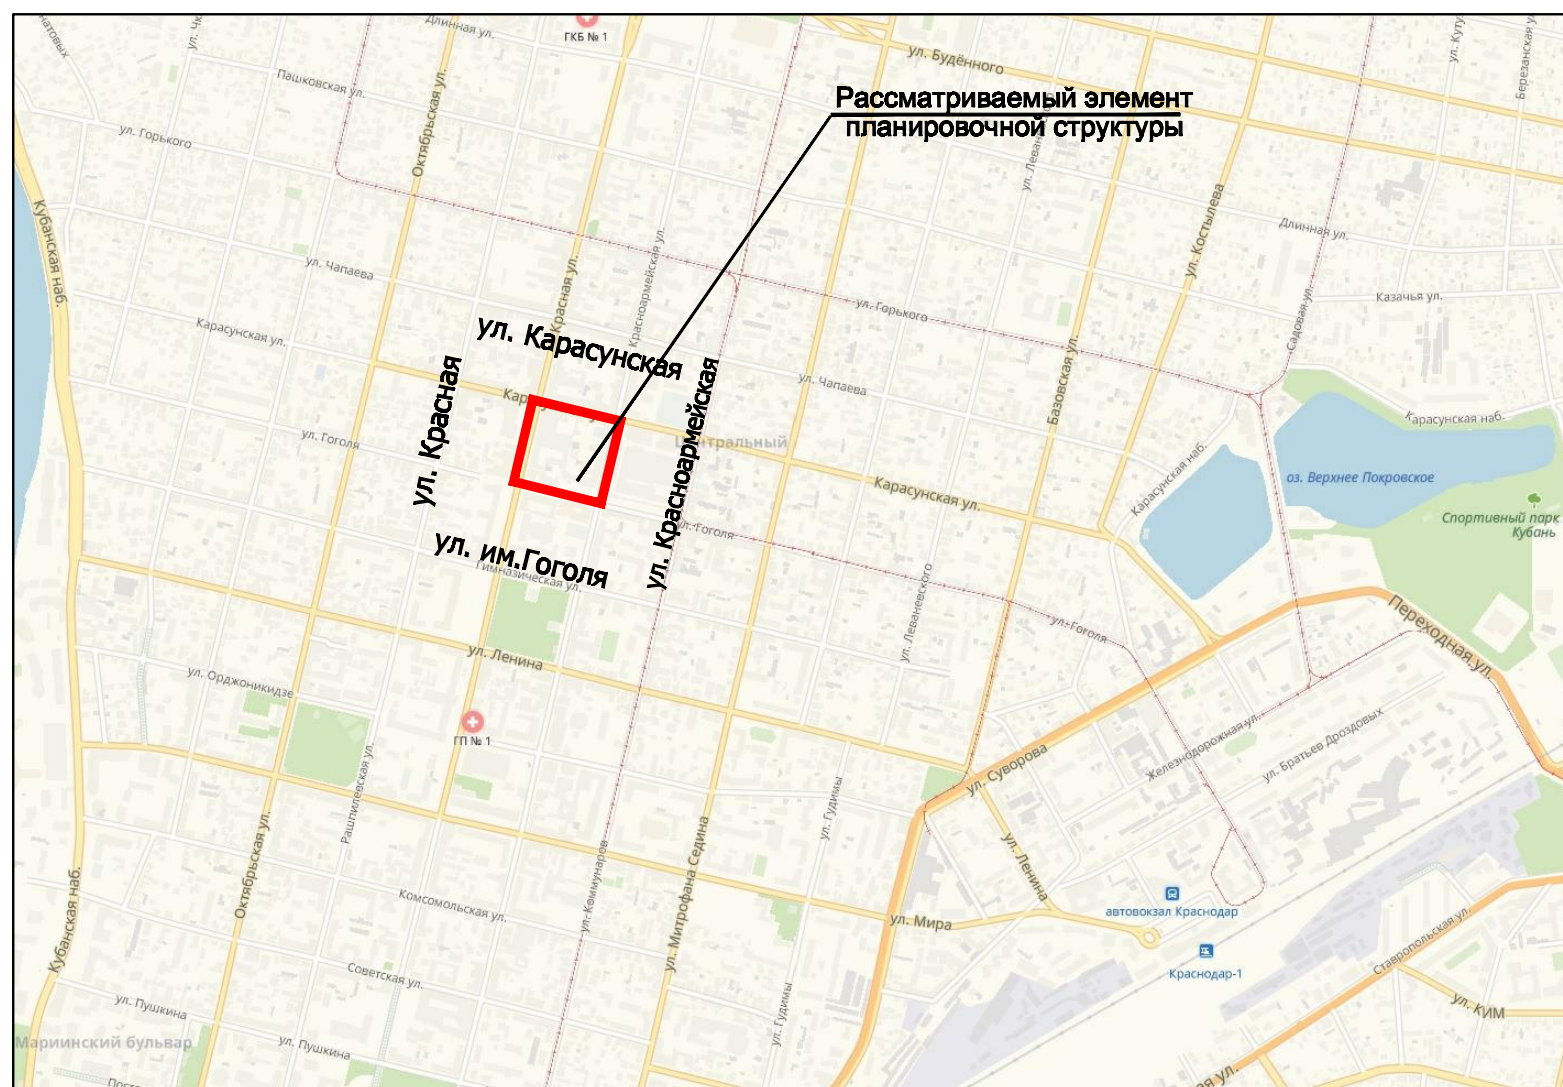 Длинная ул.
ГКБ № 1
ул. Будённого
Пашковская ул.
Рассматриваемый элемент
планировочной структуры
ул. Горького
Октябрьская ул.
ул. Костылева
Длинная ул.
Кубанская наб.
ул. Чапаева
Красная ул.
Красноармейская ул.
ул. Горького
Казачья ул.
Садовая ул.
Карасунская ул.
ул. Карасунская
ул. Красная
ул. Красноармейская
ул. Чапаева
Базовская ул.
Карасунская наб.
ул. Гоголя
Центральный
Карасунская ул.
Карасунская наб.
оз. Верхнее Покровское
Спортивный парк
Кубань
ул. Гоголя
ул. им.Гоголя
Гимназическая ул.
ул. Леваневского
ул. Гоголя
Переходная ул.
ул. Ленина
ул. Орджоникидзе
ГП № 1
Железнодорожная ул.
ул. Братьев Дроздовых
ул. Суворова
Рашпилевская ул.
ул. Гудимы
Октябрьская ул.
ул. Митрофана Седина
ул. Коммунаров
ул. Ленина
Кубанская наб.
Комсомольская ул.
ул. Мира
автовокзал Краснодар
Краснодар-1
Ставропольская ул.
Советская ул.
ул. Пушкина
ул. Гудимы
ул. КИМ
Мариинский бульвар
ул. Пушкина